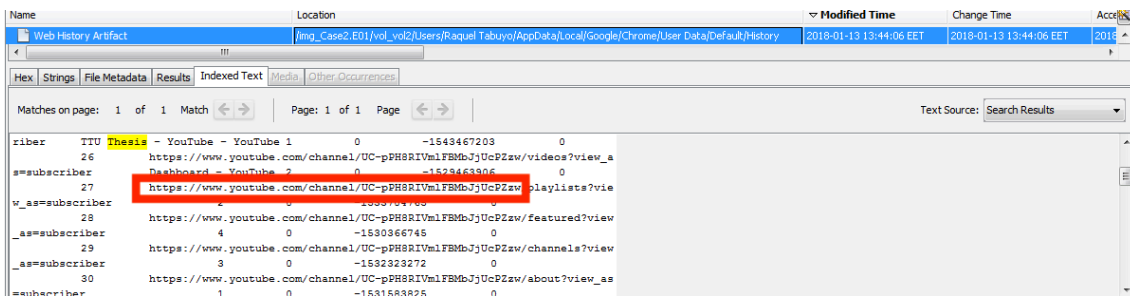 Name Location Modified Time Change Time Acce
Web History Artifact /img_Case2.E01/vol_vol2/Users/Raquel Tabuyo/AppData/Local/Google/Chrome/User Data/Default/History 2018-01-13 13:44:06 EET 2018-01-13 13:44:06 EET 2018
Hex Strings File Metadata Results Indexed Text Media Other Occurrences
Matches on page: 1 of 1 Match Page: 1 of 1 Page Text Source: Search Results
riber TTU Thesis - YouTube - YouTube 1 0 -1543467203 0
26 https://www.youtube.com/channel/UC-pPH8RIVmlFBMbJjUcPZzw/videos?view_a
s=subscriber Dashboard - YouTube 2 0 -1529463906 0
27 https://www.youtube.com/channel/UC-pPH8RIVmlFBMbJjUcPZzw/playlists?vie
w_as=subscriber 2 0 0
28 https://www.youtube.com/channel/UC-pPH8RIVmlFBMbJjUcPZzw/featured?view
_as=subscriber 4 0 -1530366745 0
29 https://www.youtube.com/channel/UC-pPH8RIVmlFBMbJjUcPZzw/channels?view
_as=subscriber 3 0 -1532323272 0
30 https://www.youtube.com/channel/UC-pPH8RIVmlFBMbJjUcPZzw/about?view_as
=subscriber 1 0 -1531583825 0